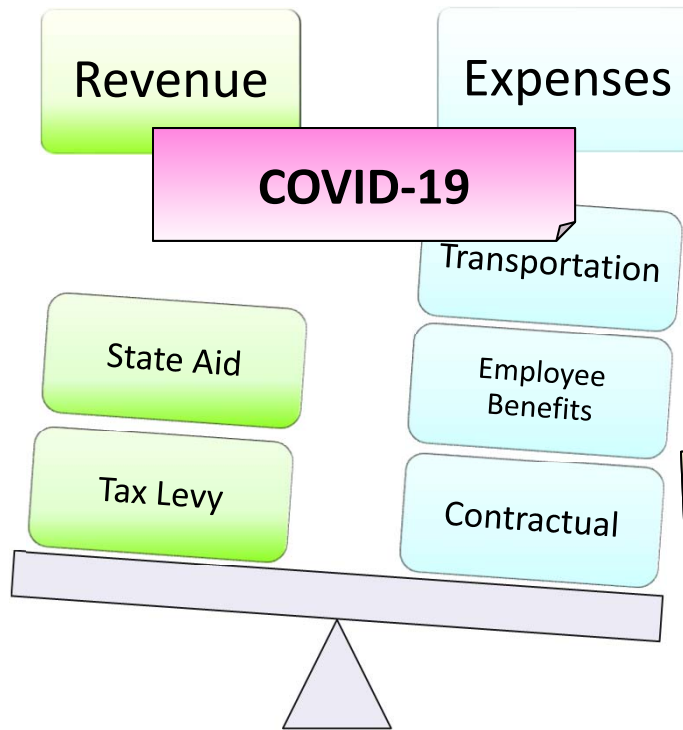 Revenue
Expenses
COVID-19
Transportation
State Aid
Employee
Benefits
Tax Levy
Contractual